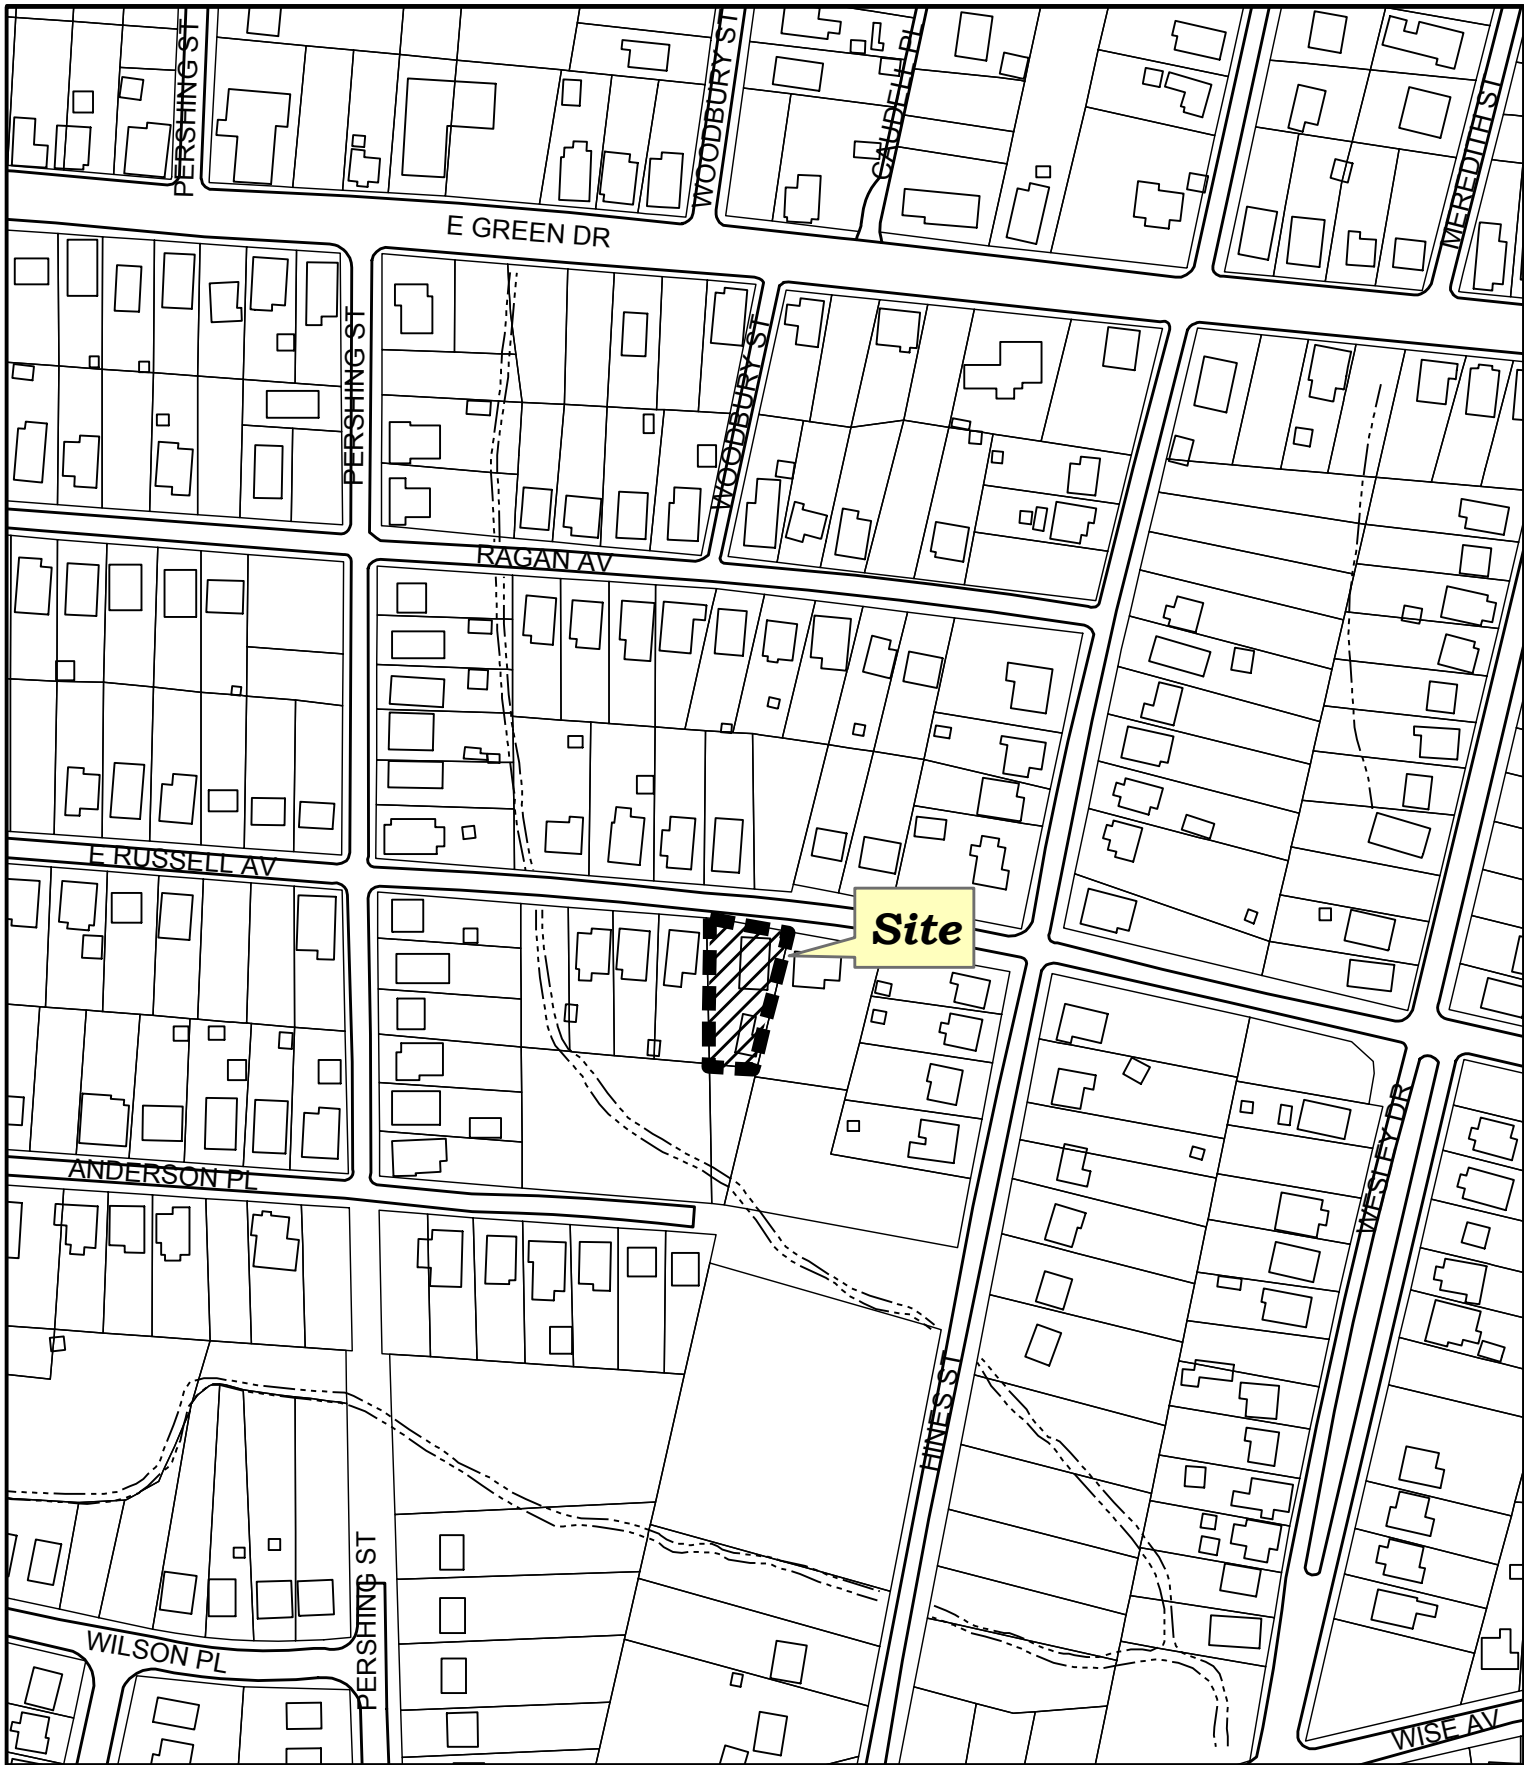 PERSHING ST
WOODBURY ST
CAUDELL PL
MEREDITH ST
E GREEN DR
PERSHING ST
WOODBURY ST
RAGAN AV
E RUSSELL AV
Site
ANDERSON PL
WESLEY DR
HINES ST
PERSHING ST
WILSON PL
WISE AV